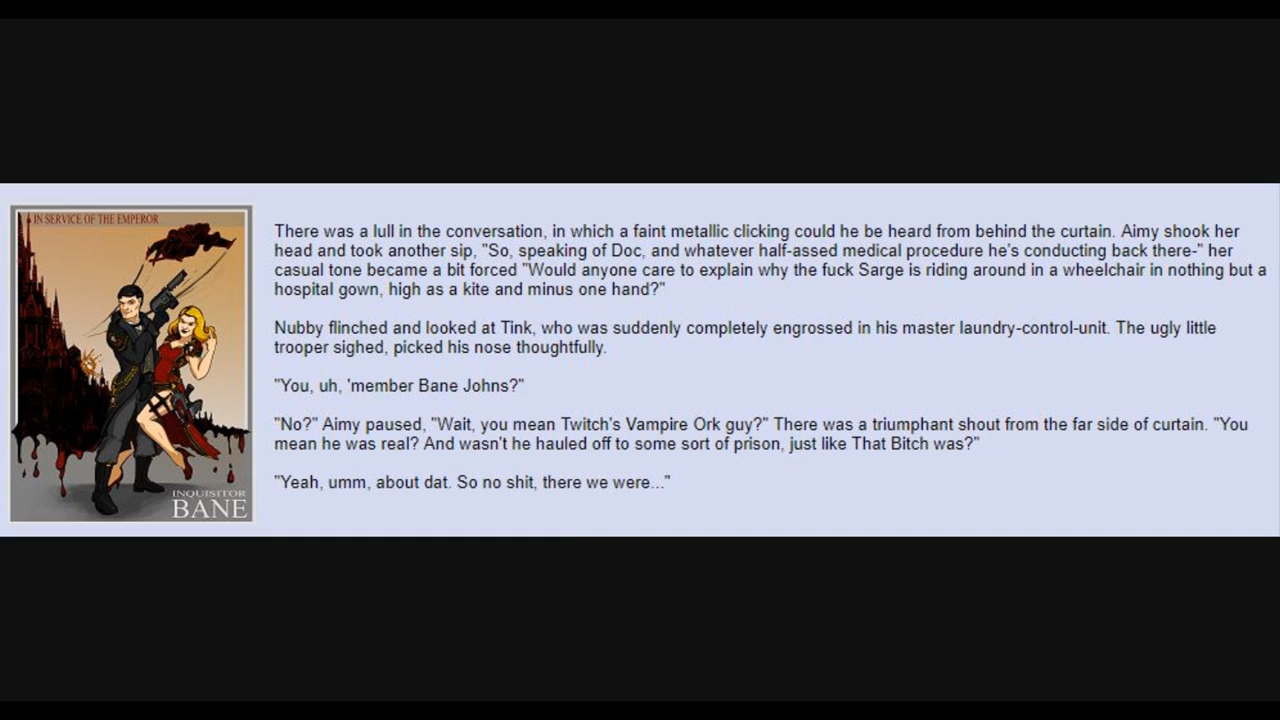 IN SERVICE OF THE EMPEROR
INQUISITOR
BANE
There was a lull in the conversation, in which a faint metallic clicking could he be heard from behind the curtain. Aimy shook her
head and took another sip, "So, speaking of Doc, and whatever half-assed medical procedure he's conducting back there-" her
casual tone became a bit forced "Would anyone care to explain why the fuck Sarge is riding around in a wheelchair in nothing but a
hospital gown, high as a kite and minus one hand?"
Nubby flinched and looked at Tink, who was suddenly completely engrossed in his master laundry-control-unit. The ugly little
trooper sighed, picked his nose thoughtfully.
"You, uh, 'member Bane Johns?"
"No?" Aimy paused, "Wait, you mean Twitch's Vampire Ork guy?" There was a triumphant shout from the far side of curtain. "You
mean he was real? And wasn't he hauled off to some sort of prison, just like That Bitch was?"
"Yeah, umm, about dat. So no shit, there we were..."